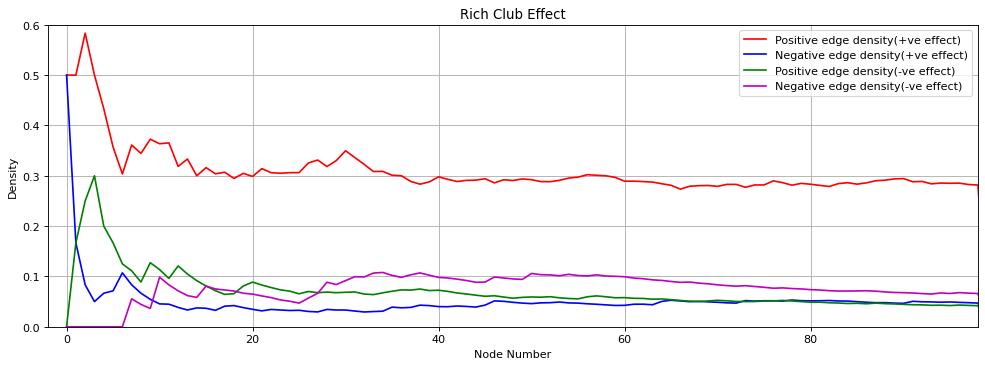 Rich Club Effect
0.6
0.5
0.4
0.3
0.2
0.1
0.0
Density
0
20
40
60
80
Node Number
Positive edge density(+ve effect)
Negative edge density(+ve effect)
Positive edge density(-ve effect)
Negative edge density(-ve effect)